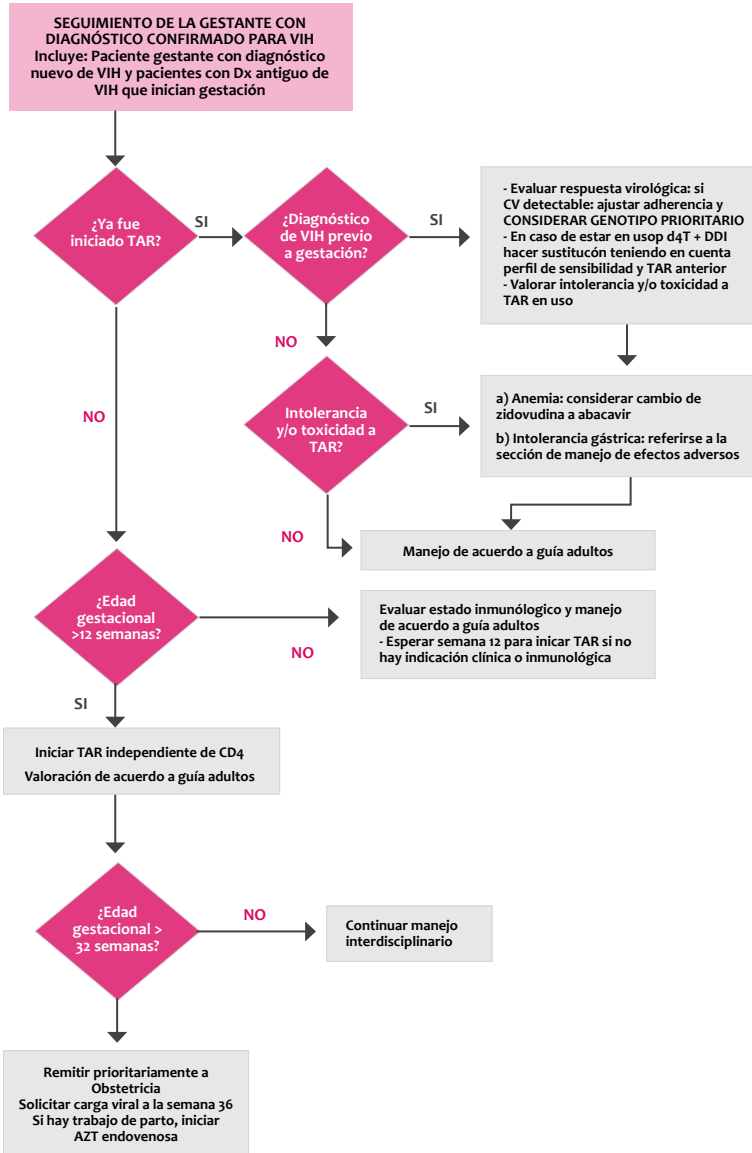 SEGUIMIENTO DE LA GESTANTE CON
DIAGNÓSTICO CONFIRMADO PARA VIH
Incluye: Paciente gestante con diagnóstico
nuevo de VIH y pacientes con Dx antiguo de
VIH que inician gestación
¿Ya fue
iniciado TAR?
SI
¿Diagnóstico
de VIH previo
a gestación?
SI
- Evaluar respuesta virológica: si
CV detectable: ajustar adherencia y
CONSIDERAR GENOTIPO PRIORITARIO
- En caso de estar en usop d4T + DDI
hacer sustitucón teniendo en cuenta
perfil de sensibilidad y TAR anterior
- Valorar intolerancia y/o toxicidad a
TAR en uso
NO
NO
Intolerancia
y/o toxicidad a
TAR?
SI
a) Anemia: considerar cambio de
zidovudina a abacavir
b) Intolerancia gástrica: referirse a la
sección de manejo de efectos adversos
NO
Manejo de acuerdo a guía adultos
¿Edad
gestacional
>12 semanas?
NO
Evaluar estado inmúnologico y manejo
de acuerdo a guía adultos
- Esperar semana 12 para inicar TAR si no
hay indicación clínica o inmunológica
SI
Iniciar TAR independiente de CD4
Valoración de acuerdo a guía adultos
¿Edad
gestacional >
32 semanas?
NO
Continuar manejo
interdisciplinario
Remitir prioritariamente a
Obstetricia
Solicitar carga viral a la semana 36
Si hay trabajo de parto, iniciar
AZT endovenosa